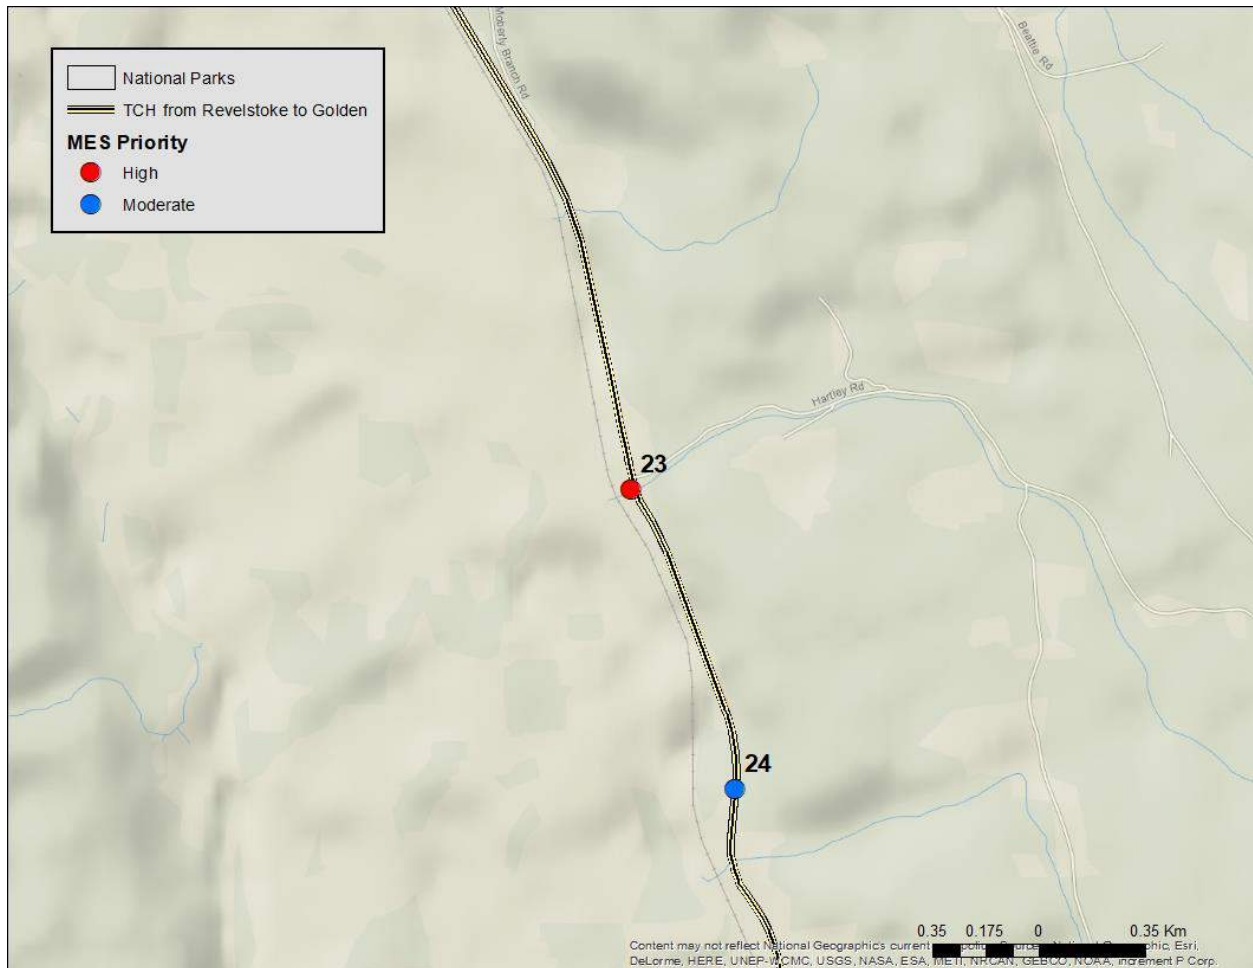 Moberly Branch Rd
Beattie Rd
National Parks
TCH from Revelstoke to Golden
MES Priority
High
Moderate
Hartley Rd
23
24
0.35 0.175 0 0.35 Km
Content may not reflect National Geographic's current
DeLorme, HERE, UNEP-WCMC, USGS, NASA, ESA, METI, NRCAN, GEBCO, NOAA, increment P Corp.